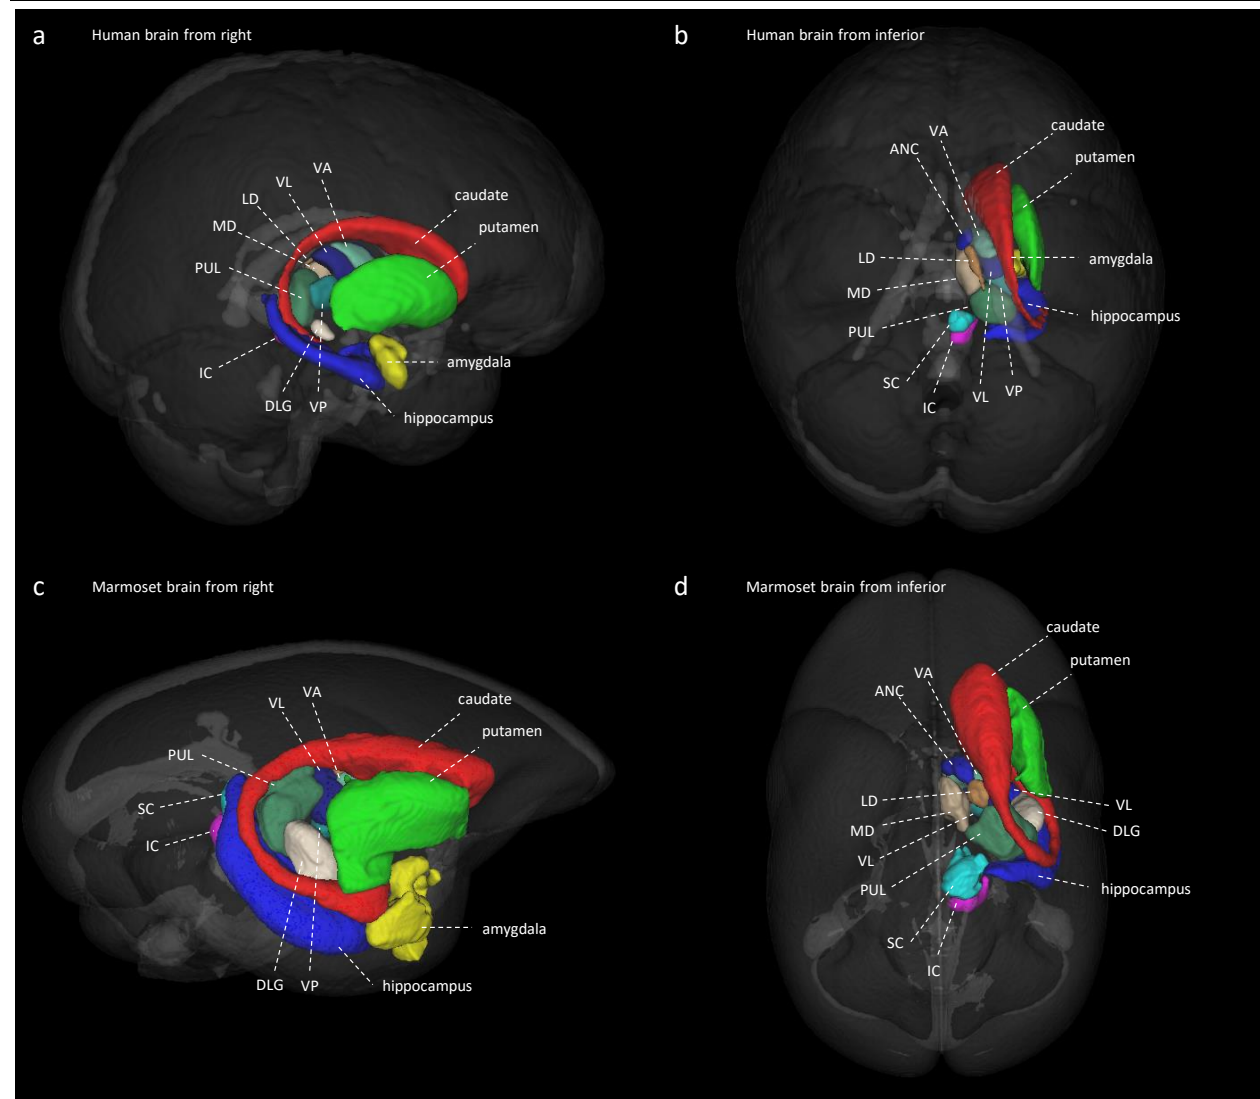 a Human brain from right
VA
VL
LD
MD
PUL
caudate
putamen
IC
amygdala
DLG VP
hippocampus
b Human brain from inferior
VA
ANC
caudate
putamen
LD
amygdala
MD
PUL
hippocampus
SC
IC
VL VP
c Marmoset brain from right
VA
VL
caudate
putamen
PUL
SC
IC
amygdala
DLG VP
hippocampus
d Marmoset brain from inferior
caudate
putamen
VA
ANC
LD
VL
MD
DLG
VL
PUL
hippocampus
SC
IC